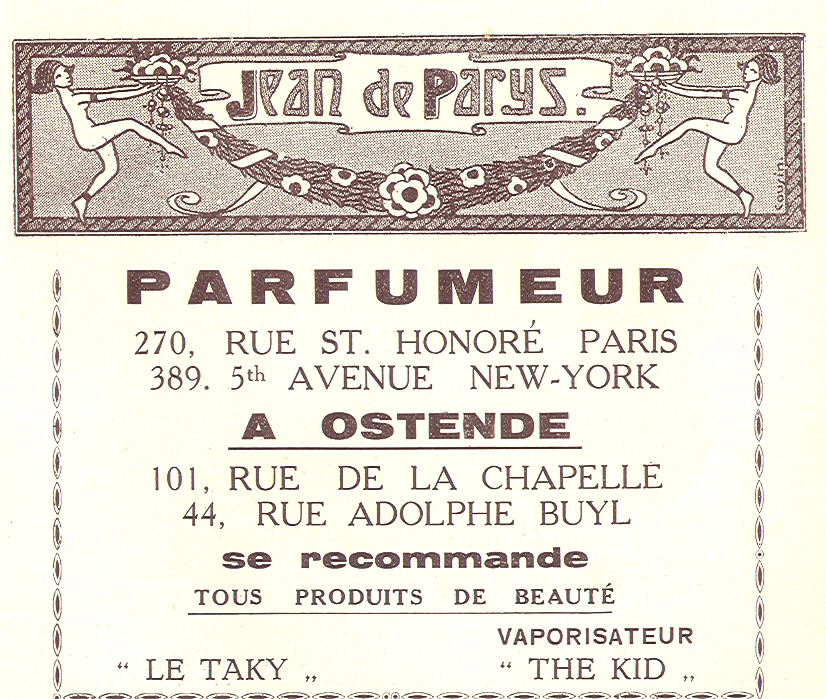 Jean de Parys.
Cousin.
PARFUMEUR
270, RUE ST. HONORÉ PARIS
389. 5th AVENUE NEW-YORK
A OSTENDE
101, RUE DE LA CHAPELLE
44, RUE ADOLPHE BUYL
se recommande
TOUS PRODUITS DE BEAUTÉ
VAPORISATEUR
“ LE TAKY „ “ THE KID „